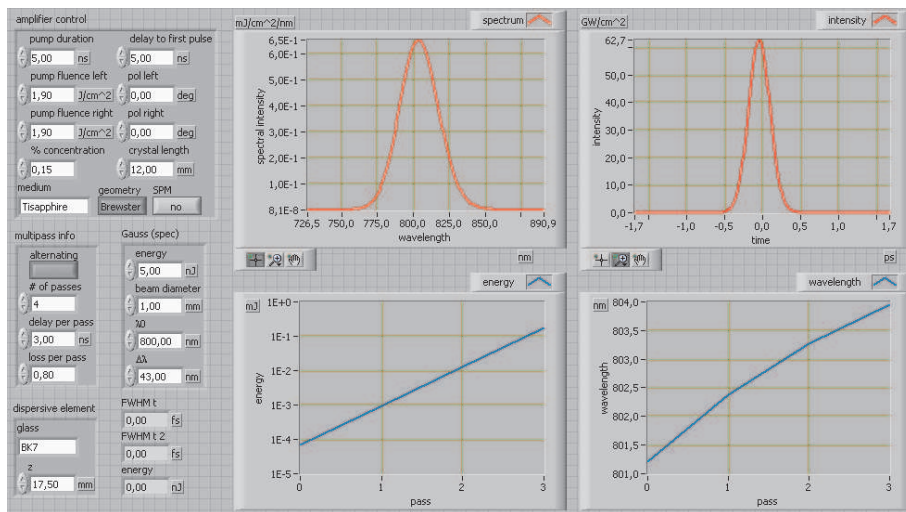 amplifier control
pump duration
delay to first pulse
5,00 ns
5,00 ns
pump fluence left
pol left
1,90 J/cm^2
0,00 deg
pump fluence right
pol right
1,90 J/cm^2
0,00 deg
% concentration
crystal length
0,15
12,00 mm
medium
geometry
SPM
Tisapphire
Brewster
no
multipass info
alternating
# of passes
4
delay per pass
3,00 ns
loss per pass
0,80
Gauss (spec)
energy
5,00 nJ
beam diameter
1,00 mm
λ0
800,00 nm
Δλ
43,00 nm
dispersive element
glass
BK7
z
17,50 mm
FWHM t
0,00 fs
FWHM t 2
0,00 fs
energy
0,00 nJ
mJ/cm^2/nm
spectrum
6,5E-1
6,0E-1
5,0E-1
4,0E-1
3,0E-1
2,0E-1
1,0E-1
8,1E-8
spectral intensity
726,5 750,0 775,0 800,0 825,0 850,0 890,9
wavelength
nm
GW/cm^2
intensity
62,7
50,0
40,0
30,0
20,0
10,0
0,0
intensity
-1,7 -1,0 -0,5 0,0 0,5 1,0 1,7
time
ps
energy
mJ
1E+0
1E-1
1E-2
1E-3
1E-4
1E-5
energy
0 1 2 3
pass
wavelength
nm
804,0
803,5
803,0
802,5
802,0
801,5
801,0
wavelength
0 1 2 3
pass